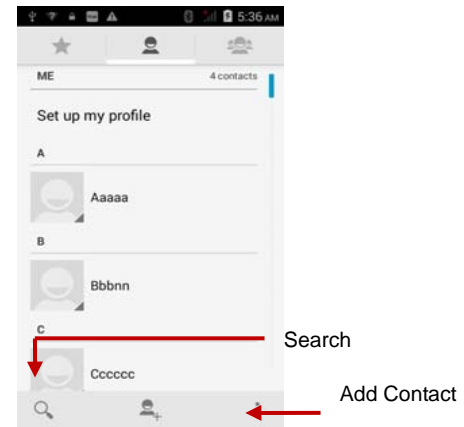 5:36 AM
ME 4 contacts
Set up my profile
A
Aaaaa
B
Bbbnn
C
Cccccc
Search
Add Contact